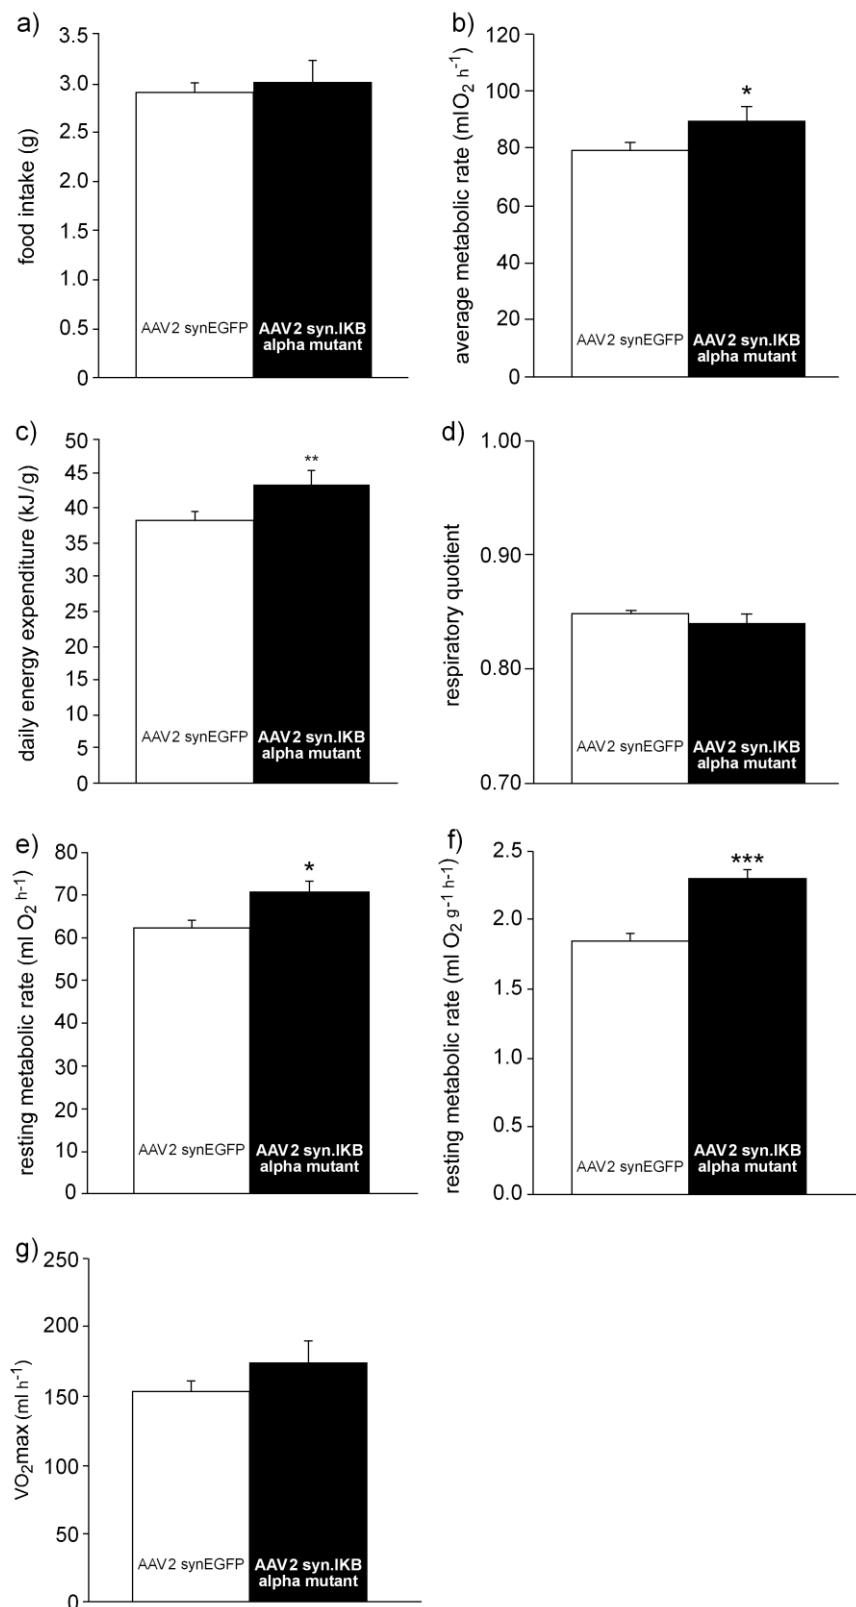 a)
food intake (g)
3.5
3.0
2.5
2.0
1.5
1.0
0.5
0
AAV2 synEGFP
AAV2 syn.IKB
alpha mutant
b)
average metabolic rate (mlO₂ h⁻¹)
120
100
80
60
40
20
0
*
AAV2 synEGFP
AAV2 syn.IKB
alpha mutant
c)
daily energy expenditure (kJ/g)
50
45
40
35
30
25
20
15
10
5
0
**
AAV2 synEGFP
AAV2 syn.IKB
alpha mutant
d)
respiratory quotient
1.00
0.90
0.80
0.70
AAV2 synEGFP
AAV2 syn.IKB
alpha mutant
e)
resting metabolic rate (ml O₂ h⁻¹)
80
70
60
50
40
30
20
10
0
*
AAV2 synEGFP
AAV2 syn.IKB
alpha mutant
f)
resting metabolic rate (ml O₂ g⁻¹ h⁻¹)
2.5
2.0
1.5
1.0
0.5
0.0
***
AAV2 synEGFP
AAV2 syn.IKB
alpha mutant
g)
VO₂max (ml h⁻¹)
250
200
150
100
50
0
AAV2 synEGFP
AAV2 syn.IKB
alpha mutant